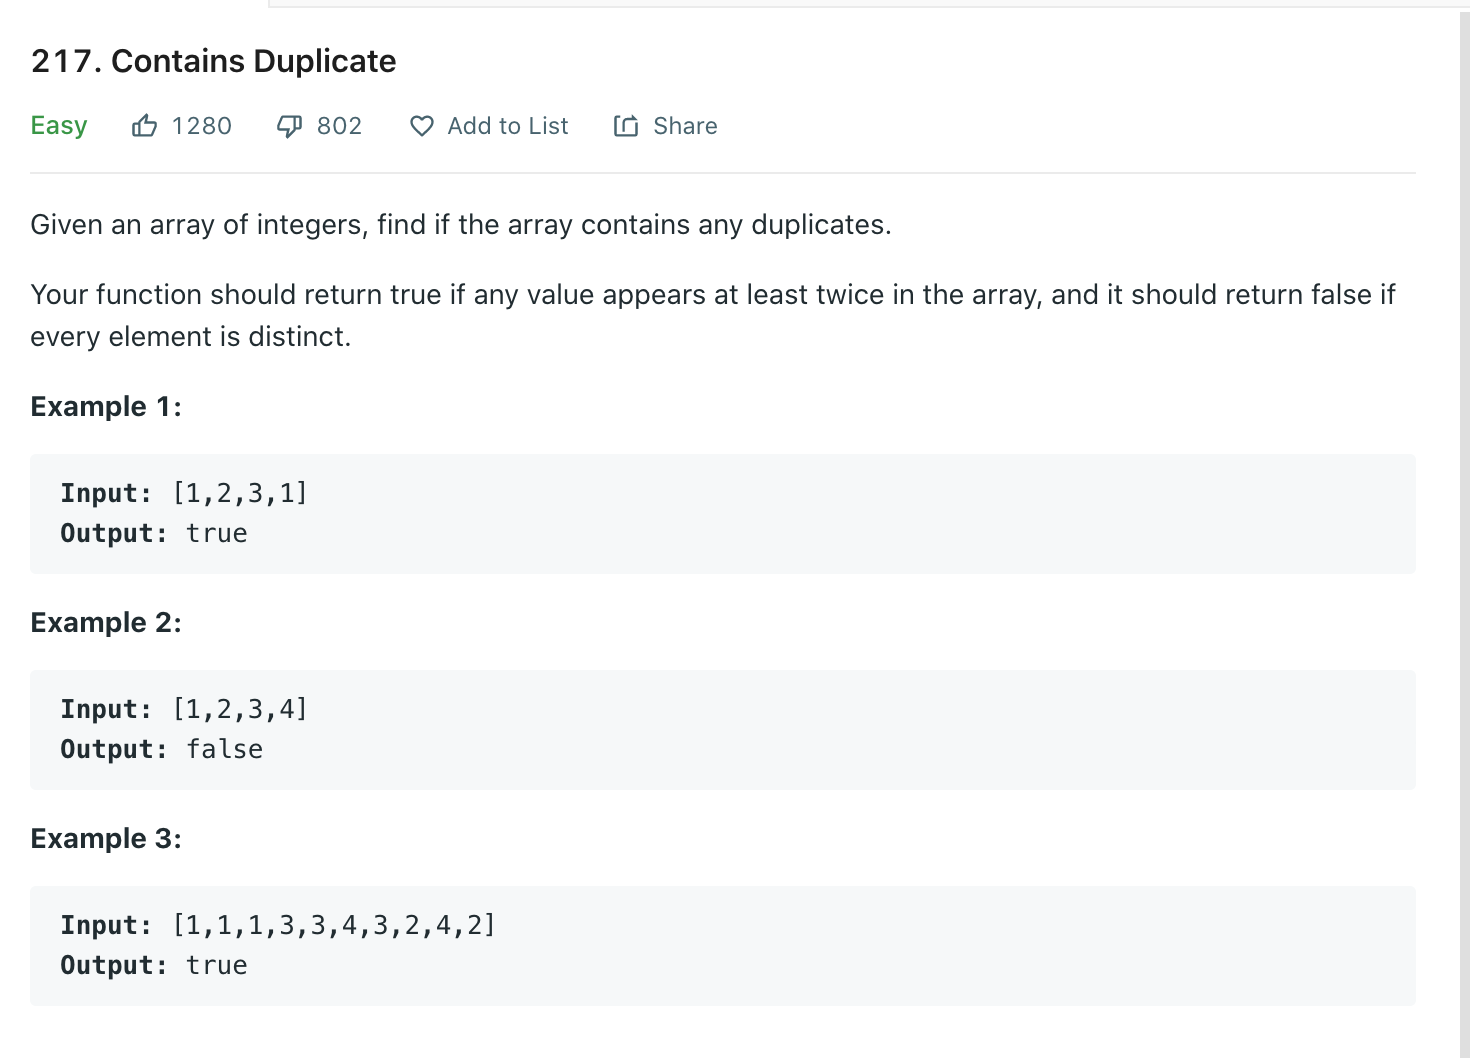 217. Contains Duplicate
Easy 1280 802 Add to List Share
Given an array of integers, find if the array contains any duplicates.
Your function should return true if any value appears at least twice in the array, and it should return false if
every element is distinct.
Example 1:
Input: [1,2,3,1]
Output: true
Example 2:
Input: [1,2,3,4]
Output: false
Example 3:
Input: [1,1,1,3,3,4,3,2,4,2]
Output: true